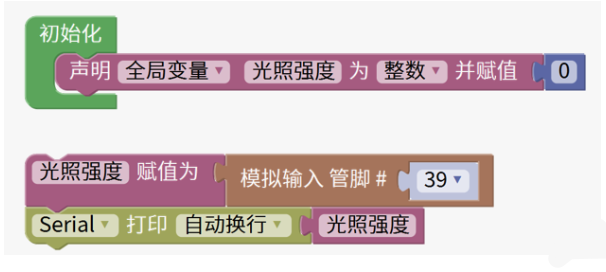 初始化
声明 全局变量 光照强度 为 整数 并赋值 0
光照强度 赋值为 模拟输入 管脚 # 39
Serial 打印 自动换行 光照强度